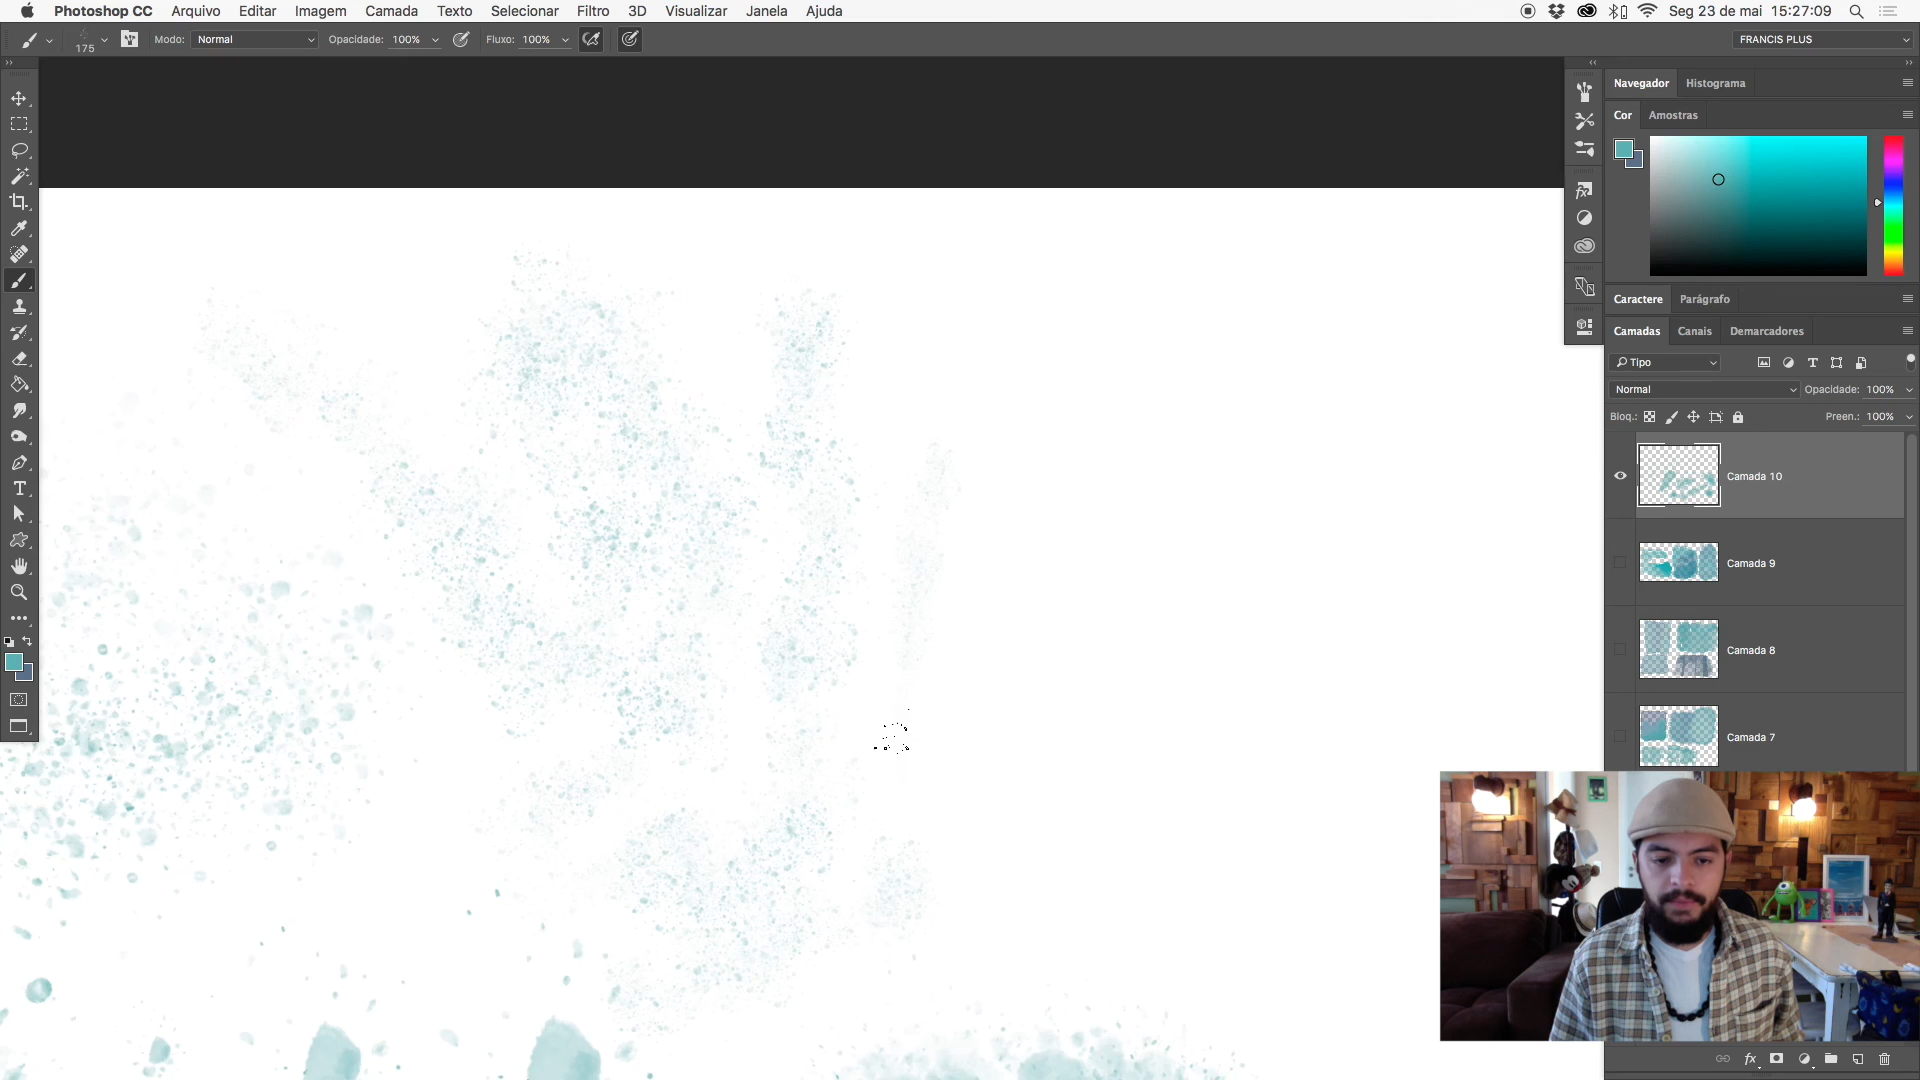 Photoshop CC Arquivo Editar Imagem Camada Texto Selecionar Filtro 3D Visualizar Janela Ajuda Seg 23 de mai 15:27:09
175 Modo: Normal Opacidade: 100% Fluxo: 100% FRANCIS PLUS
Navegador Histograma
Cor Amostras
Caractere Parágrafo
Camadas Canais Demarcadores
Tipo
Normal Opacidade: 100%
Bloq.: Preen.: 100%
Camada 10
Camada 9
Camada 8
Camada 7